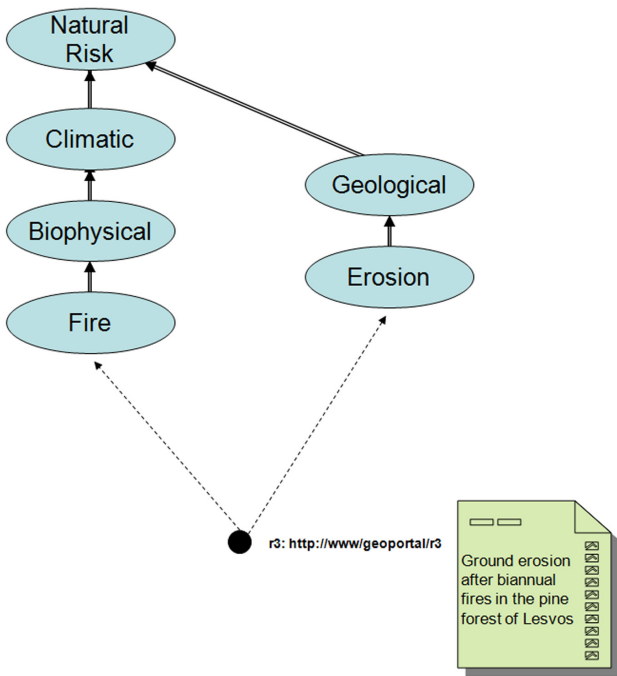 Natural
Risk
Climatic
Geological
Biophysical
Erosion
Fire
r3: http://www/geoportal/r3
Ground erosion
after biannual
fires in the pine
forest of Lesvos